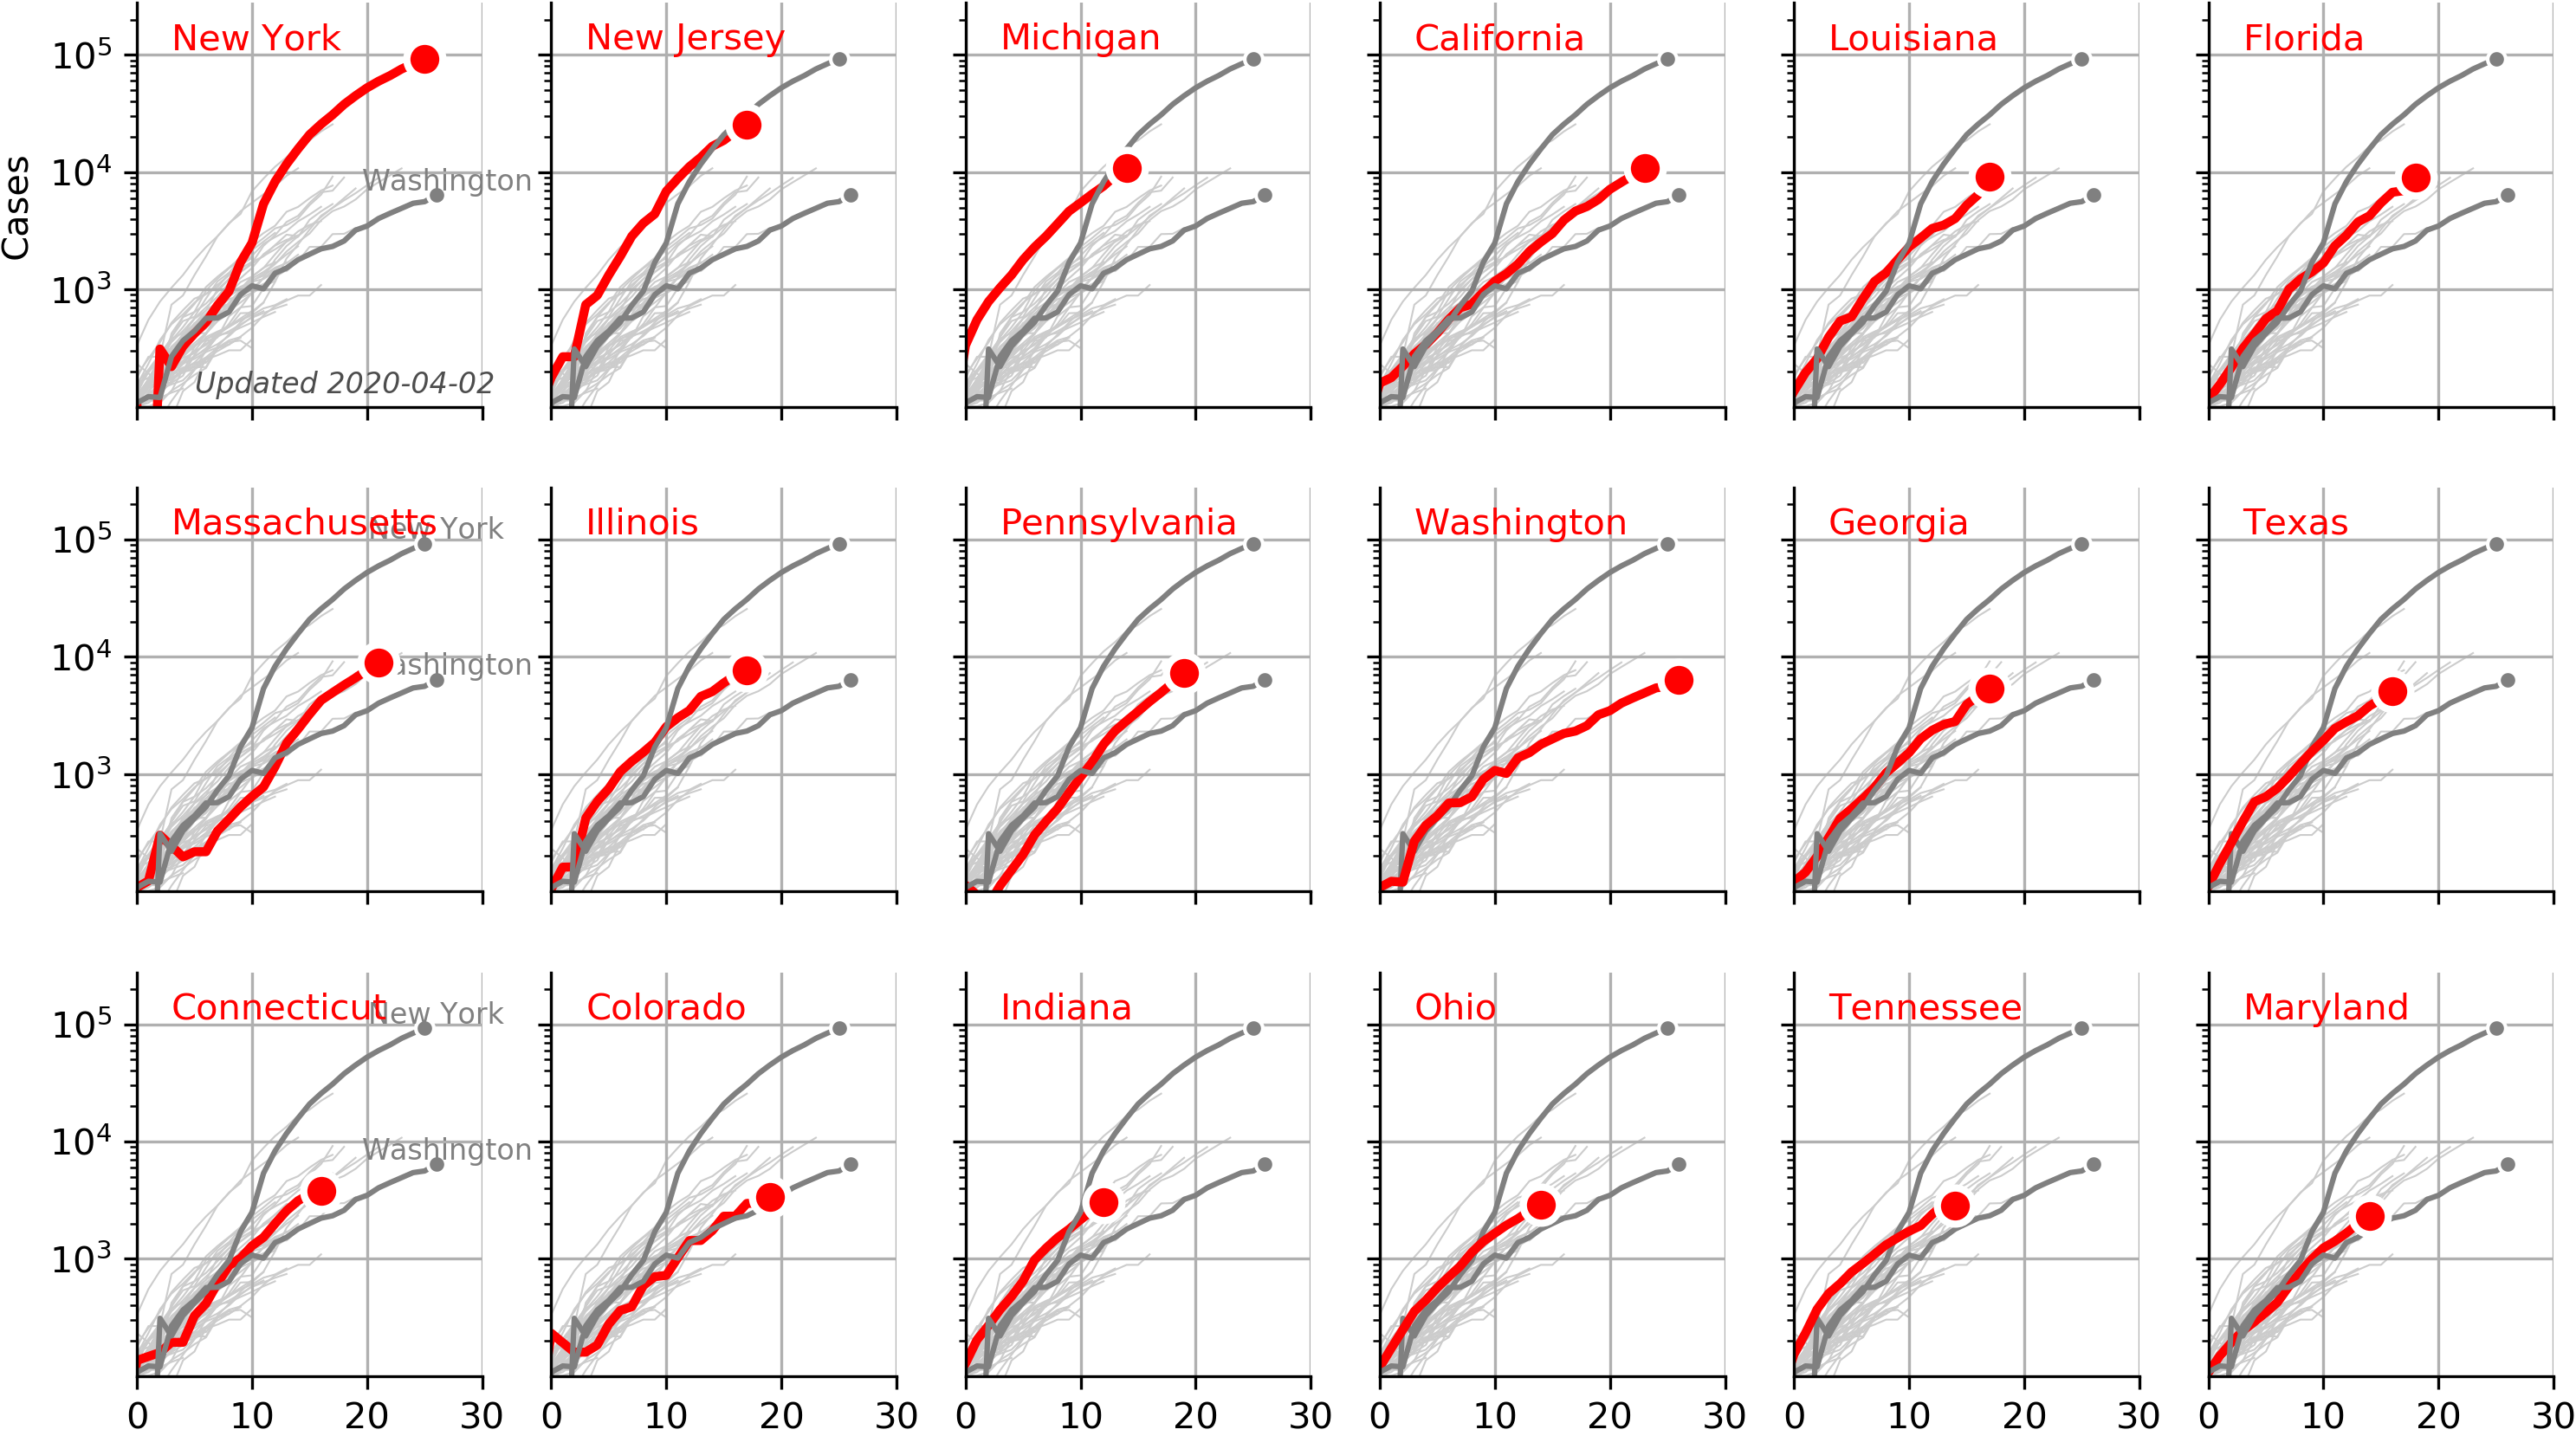 New York
New Jersey
Michigan
California
Louisiana
Florida
10⁵
10⁴
10³
Cases
Washington
Updated 2020-04-02
Massachusetts
New York
Illinois
Pennsylvania
Washington
Georgia
Texas
10⁵
10⁴
10³
Washington
Connecticut
New York
Colorado
Indiana
Ohio
Tennessee
Maryland
10⁵
10⁴
10³
Washington
0 10 20 30
0 10 20 30
0 10 20 30
0 10 20 30
0 10 20 30
0 10 20 30